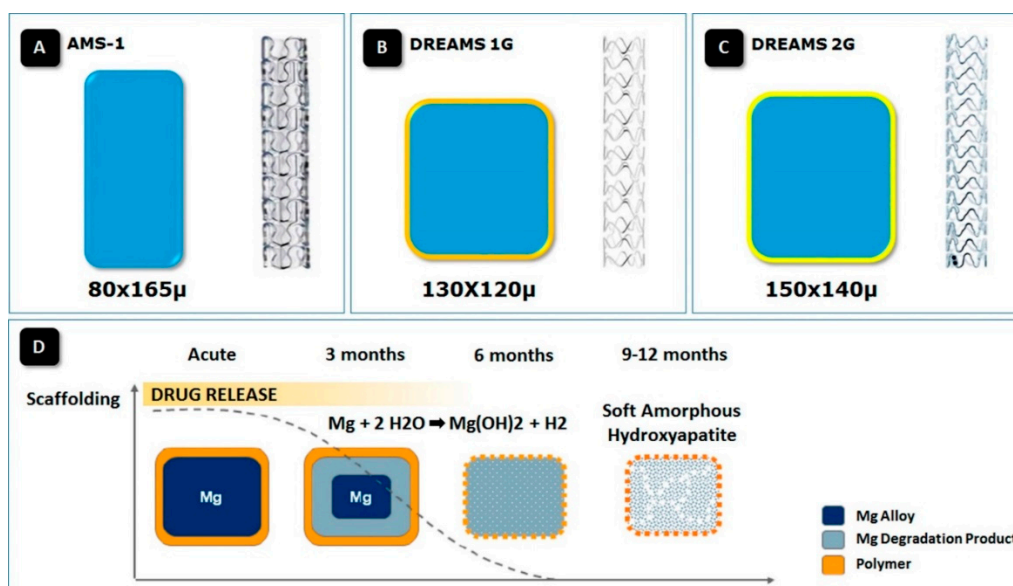 A AMS-1
80x165µ
B DREAMS 1G
130X120µ
C DREAMS 2G
150x140µ
D
Acute 3 months 6 months 9-12 months
Scaffolding
DRUG RELEASE
Mg + 2 H2O ➡ Mg(OH)2 + H2
Soft Amorphous
Hydroxyapatite
Mg
Mg
Mg Alloy
Mg Degradation Product
Polymer